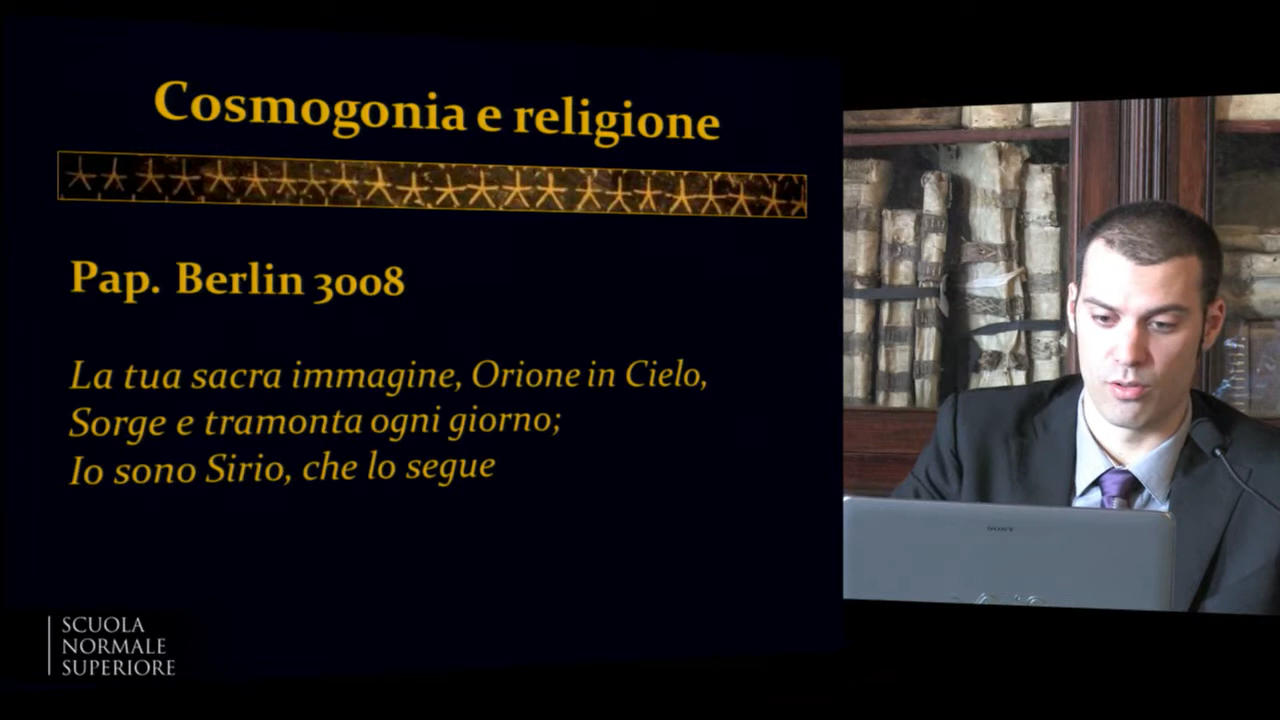 Cosmogonia e religione
Pap. Berlin 3008
La tua sacra immagine, Orione in Cielo,
Sorge e tramonta ogni giorno;
Io sono Sirio, che lo segue
SONY
SCUOLA
NORMALE
SUPERIORE